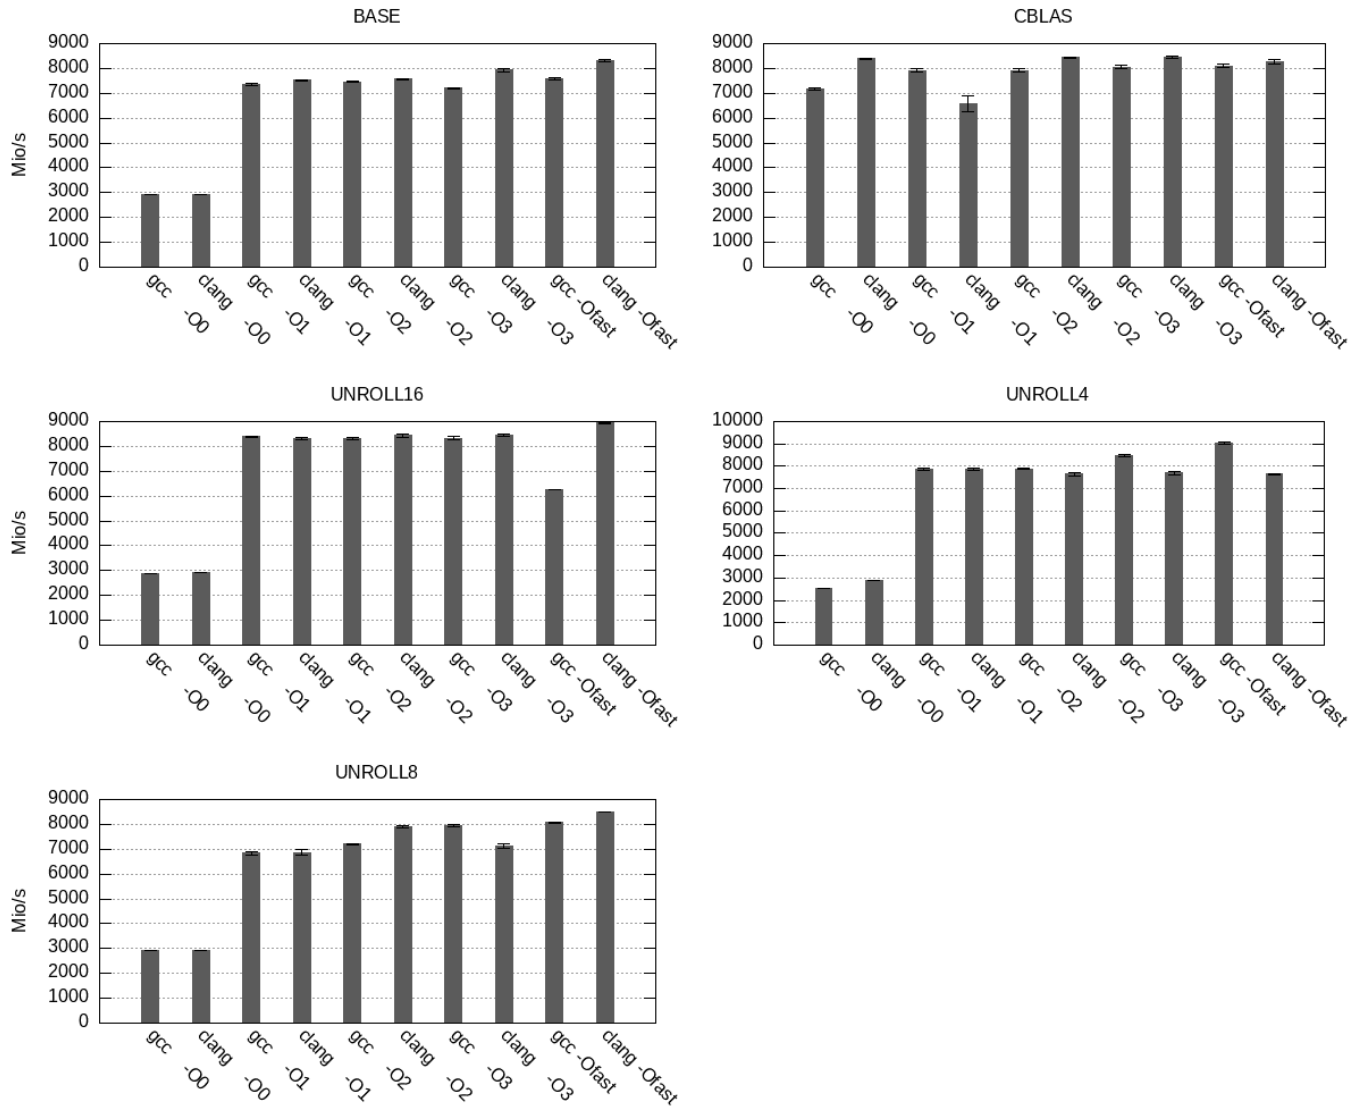 BASE
Mio/s
9000
8000
7000
6000
5000
4000
3000
2000
1000
0
gcc -O0
clang -O0
gcc -O1
clang -O1
gcc -O2
clang -O2
gcc -O3
clang -O3
gcc -Ofast
clang -Ofast
CBLAS
9000
8000
7000
6000
5000
4000
3000
2000
1000
0
gcc -O0
clang -O0
gcc -O1
clang -O1
gcc -O2
clang -O2
gcc -O3
clang -O3
gcc -Ofast
clang -Ofast
UNROLL16
Mio/s
9000
8000
7000
6000
5000
4000
3000
2000
1000
0
gcc -O0
clang -O0
gcc -O1
clang -O1
gcc -O2
clang -O2
gcc -O3
clang -O3
gcc -Ofast
clang -Ofast
UNROLL4
10000
9000
8000
7000
6000
5000
4000
3000
2000
1000
0
gcc -O0
clang -O0
gcc -O1
clang -O1
gcc -O2
clang -O2
gcc -O3
clang -O3
gcc -Ofast
clang -Ofast
UNROLL8
Mio/s
9000
8000
7000
6000
5000
4000
3000
2000
1000
0
gcc -O0
clang -O0
gcc -O1
clang -O1
gcc -O2
clang -O2
gcc -O3
clang -O3
gcc -Ofast
clang -Ofast